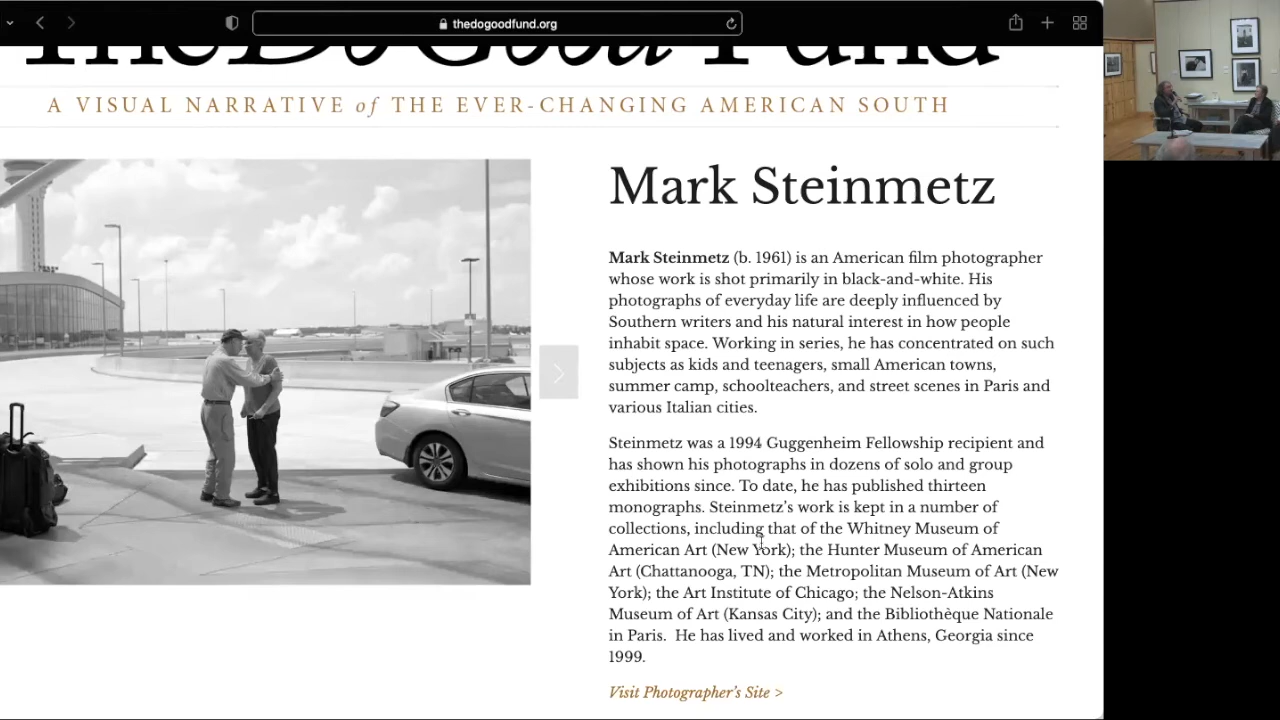 thedogoodfund.org
The Do Good Fund
A VISUAL NARRATIVE of THE EVER-CHANGING AMERICAN SOUTH
Mark Steinmetz
Mark Steinmetz (b. 1961) is an American film photographer
whose work is shot primarily in black-and-white. His
photographs of everyday life are deeply influenced by
Southern writers and his natural interest in how people
inhabit space. Working in series, he has concentrated on such
subjects as kids and teenagers, small American towns,
summer camp, schoolteachers, and street scenes in Paris and
various Italian cities.
Steinmetz was a 1994 Guggenheim Fellowship recipient and
has shown his photographs in dozens of solo and group
exhibitions since. To date, he has published thirteen
monographs. Steinmetz’s work is kept in a number of
collections, including that of the Whitney Museum of
American Art (New York); the Hunter Museum of American
Art (Chattanooga, TN); the Metropolitan Museum of Art (New
York); the Art Institute of Chicago; the Nelson-Atkins
Museum of Art (Kansas City); and the Bibliothèque Nationale
in Paris.  He has lived and worked in Athens, Georgia since
1999.
Visit Photographer’s Site >